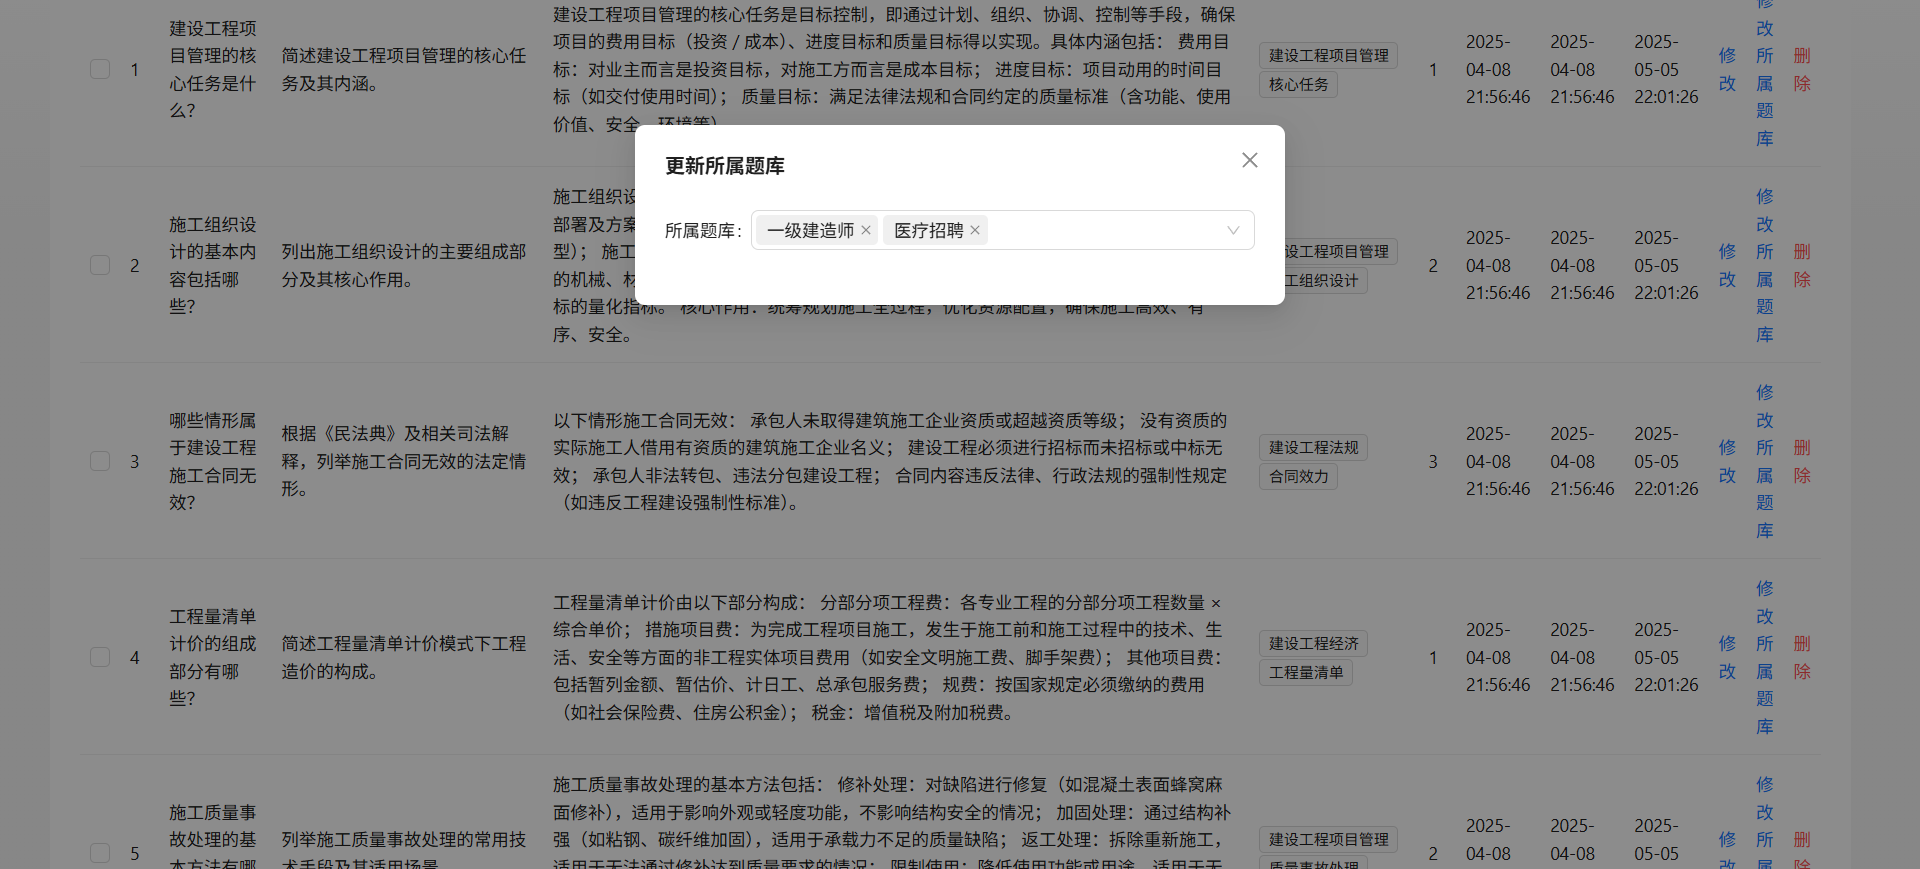 建设工程项
目管理的核
心任务是什
么？
1
简述建设工程项目管理的核心任
务及其内涵。
建设工程项目管理的核心任务是目标控制，即通过计划、组织、协调、控制等手段，确保
项目的费用目标（投资 / 成本）、进度目标和质量目标得以实现。具体内涵包括： 费用目
标：对业主而言是投资目标，对施工方而言是成本目标； 进度目标：项目动用的时间目
标（如交付使用时间）； 质量目标：满足法律法规和合同约定的质量标准（含功能、使用
价值、安全、环境等）
建设工程项目管理
核心任务
1
2025-
04-08
21:56:46
2025-
04-08
21:56:46
2025-
05-05
22:01:26
修
改
修
改
所
属
题
库
删
除
更新所属题库
所属题库：
一级建造师
医疗招聘
2
施工组织设
计的基本内
容包括哪
些？
列出施工组织设计的主要组成部
分及其核心作用。
施工组织设
部署及方案
型）； 施工
的机械、材
标的量化指标。 核心作用：统筹规划施工全过程，优化资源配置，确保施工高效、有
序、安全。
设工程项目管理
工组织设计
2
2025-
04-08
21:56:46
2025-
04-08
21:56:46
2025-
05-05
22:01:26
修
改
修
改
所
属
题
库
删
除
3
哪些情形属
于建设工程
施工合同无
效？
根据《民法典》及相关司法解
释，列举施工合同无效的法定情
形。
以下情形施工合同无效： 承包人未取得建筑施工企业资质或超越资质等级； 没有资质的
实际施工人借用有资质的建筑施工企业名义； 建设工程必须进行招标而未招标或中标无
效； 承包人非法转包、违法分包建设工程； 合同内容违反法律、行政法规的强制性规定
（如违反工程建设强制性标准）。
建设工程法规
合同效力
3
2025-
04-08
21:56:46
2025-
04-08
21:56:46
2025-
05-05
22:01:26
修
改
修
改
所
属
题
库
删
除
4
工程量清单
计价的组成
部分有哪
些？
简述工程量清单计价模式下工程
造价的构成。
工程量清单计价由以下部分构成： 分部分项工程费：各专业工程的分部分项工程数量 ×
综合单价； 措施项目费：为完成工程项目施工，发生于施工前和施工过程中的技术、生
活、安全等方面的非工程实体项目费用（如安全文明施工费、脚手架费）； 其他项目费：
包括暂列金额、暂估价、计日工、总承包服务费； 规费：按国家规定必须缴纳的费用
（如社会保险费、住房公积金）； 税金：增值税及附加税费。
建设工程经济
工程量清单
1
2025-
04-08
21:56:46
2025-
04-08
21:56:46
2025-
05-05
22:01:26
修
改
修
改
所
属
题
库
删
除
5
施工质量事
故处理的基
本方法有哪
列举施工质量事故处理的常用技
术手段及其适用场景。
施工质量事故处理的基本方法包括： 修补处理：对缺陷进行修复（如混凝土表面蜂窝麻
面修补），适用于影响外观或轻度功能，不影响结构安全的情况； 加固处理：通过结构补
强（如粘钢、碳纤维加固），适用于承载力不足的质量缺陷； 返工处理：拆除重新施工，
适用于无法通过修补达到质量要求的情况； 限制使用：降低使用功能或用途，适用于无
建设工程项目管理
质量事故处理
2
2025-
04-08
2025-
04-08
2025-
05-05
修
改
修
改
所
属
删
除